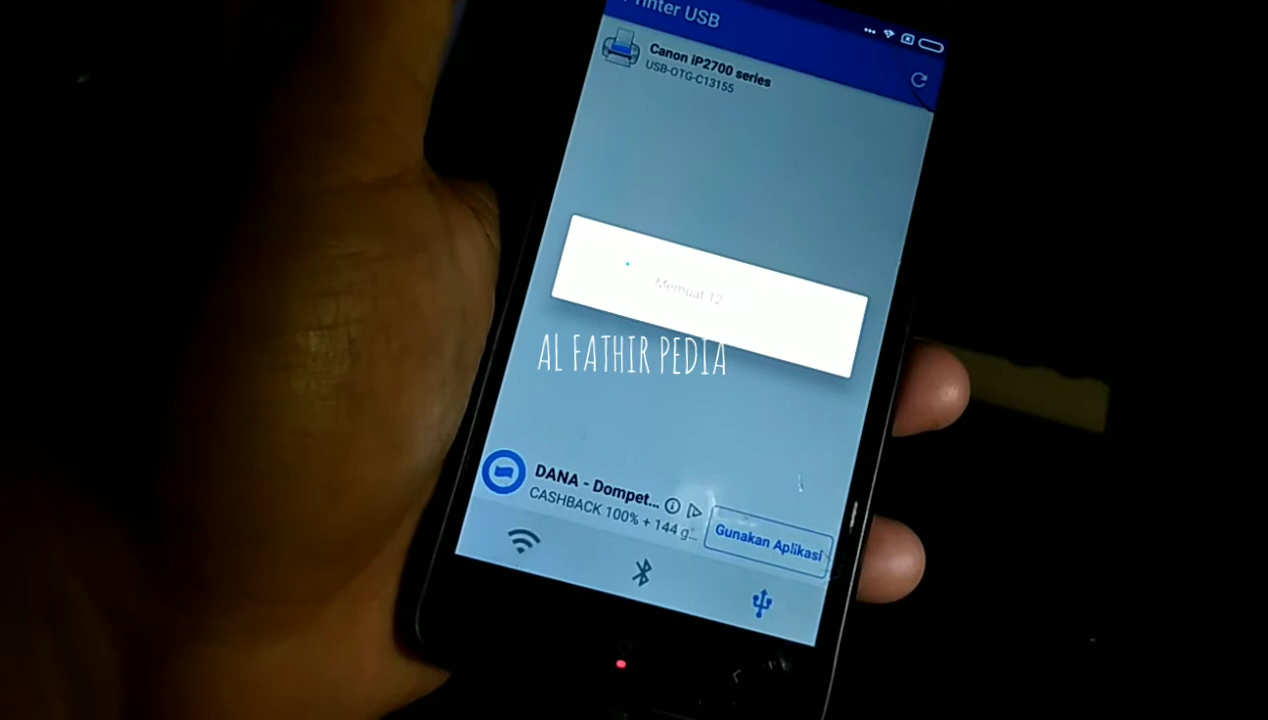 Printer USB
Canon iP2700 series
USB-OTG-C13155
Memuat 12
AL FATHIR PEDIA
DANA - Dompet...
CASHBACK 100% + 144 g...
Gunakan Aplikasi